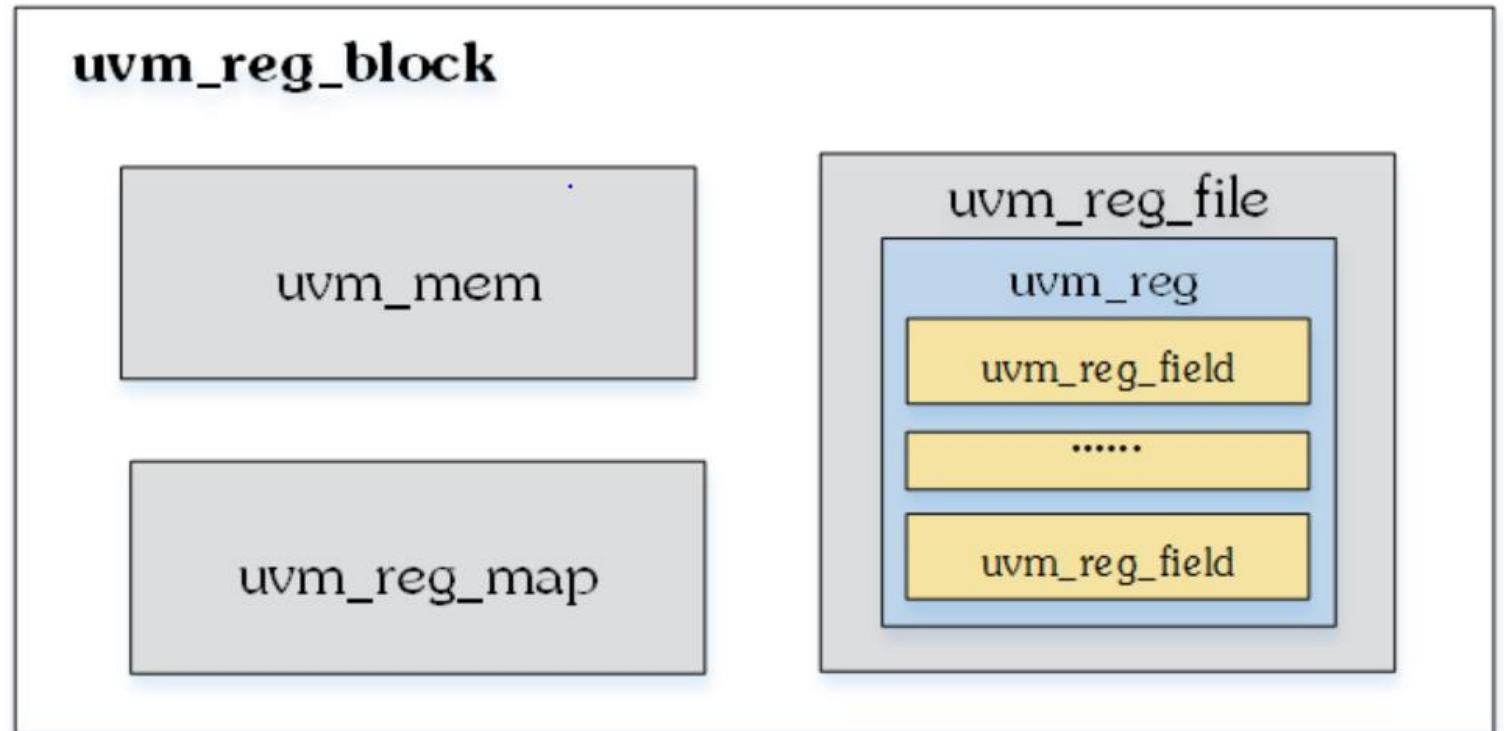 uvm_reg_block
uvm_mem
uvm_reg_map
uvm_reg_file
uvm_reg
uvm_reg_field
......
uvm_reg_field